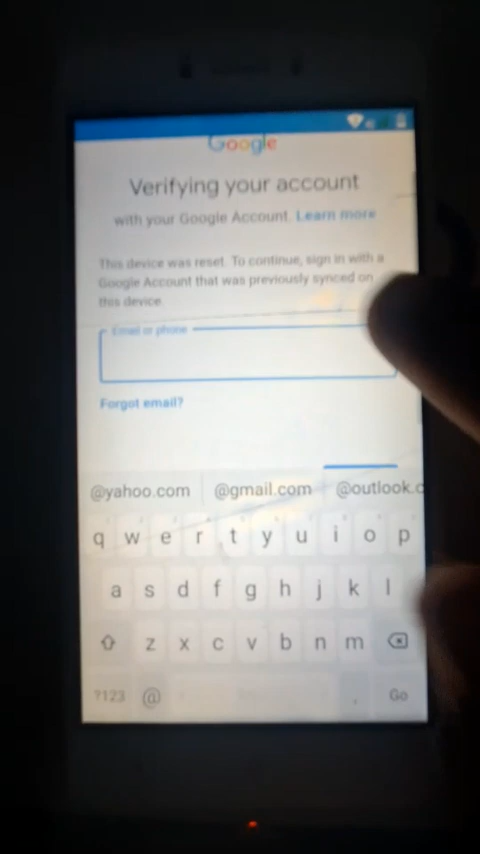 Google
Verifying your account
with your Google Account. Learn more
This device was reset. To continue, sign in with a
Google Account that was previously synced on
this device.
Email or phone
Forgot email?
@yahoo.com @gmail.com @outlook.c
q w e r t y u i o p
a s d f g h j k l
z x c v b n m
?123 @ , Go